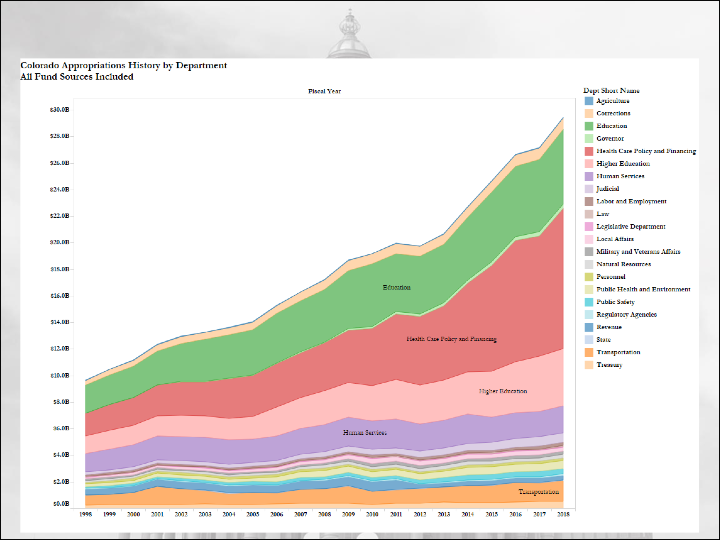 Colorado Appropriations History by Department
All Fund Sources Included
Fiscal Year
Dept Short Name
Agriculture
Corrections
Education
Governor
Health Care Policy and Financing
Higher Education
Human Services
Judicial
Labor and Employment
Law
Legislative Department
Local Affairs
Military and Veterans Affairs
Natural Resources
Personnel
Public Health and Environment
Public Safety
Regulatory Agencies
Revenue
State
Transportation
Treasury
$30.0B
$28.0B
$26.0B
$24.0B
$22.0B
$20.0B
$18.0B
$16.0B
$14.0B
$12.0B
$10.0B
$8.0B
$6.0B
$4.0B
$2.0B
$0.0B
Education
Health Care Policy and Financing
Higher Education
Human Services
Transportation
1998 1999 2000 2001 2002 2003 2004 2005 2006 2007 2008 2009 2010 2011 2012 2013 2014 2015 2016 2017 2018